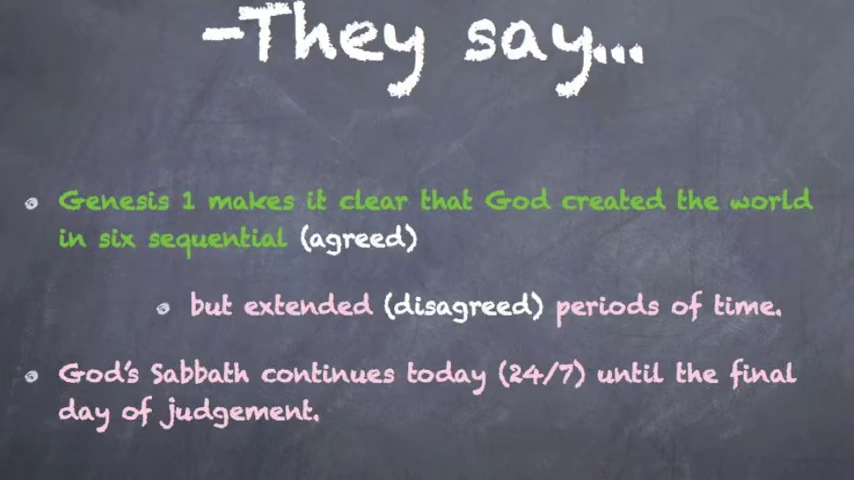 -They say...
Genesis 1 makes it clear that God created the world
in six sequential (agreed)
but extended (disagreed) periods of time.
God's Sabbath continues today (24/7) until the final
day of judgement.